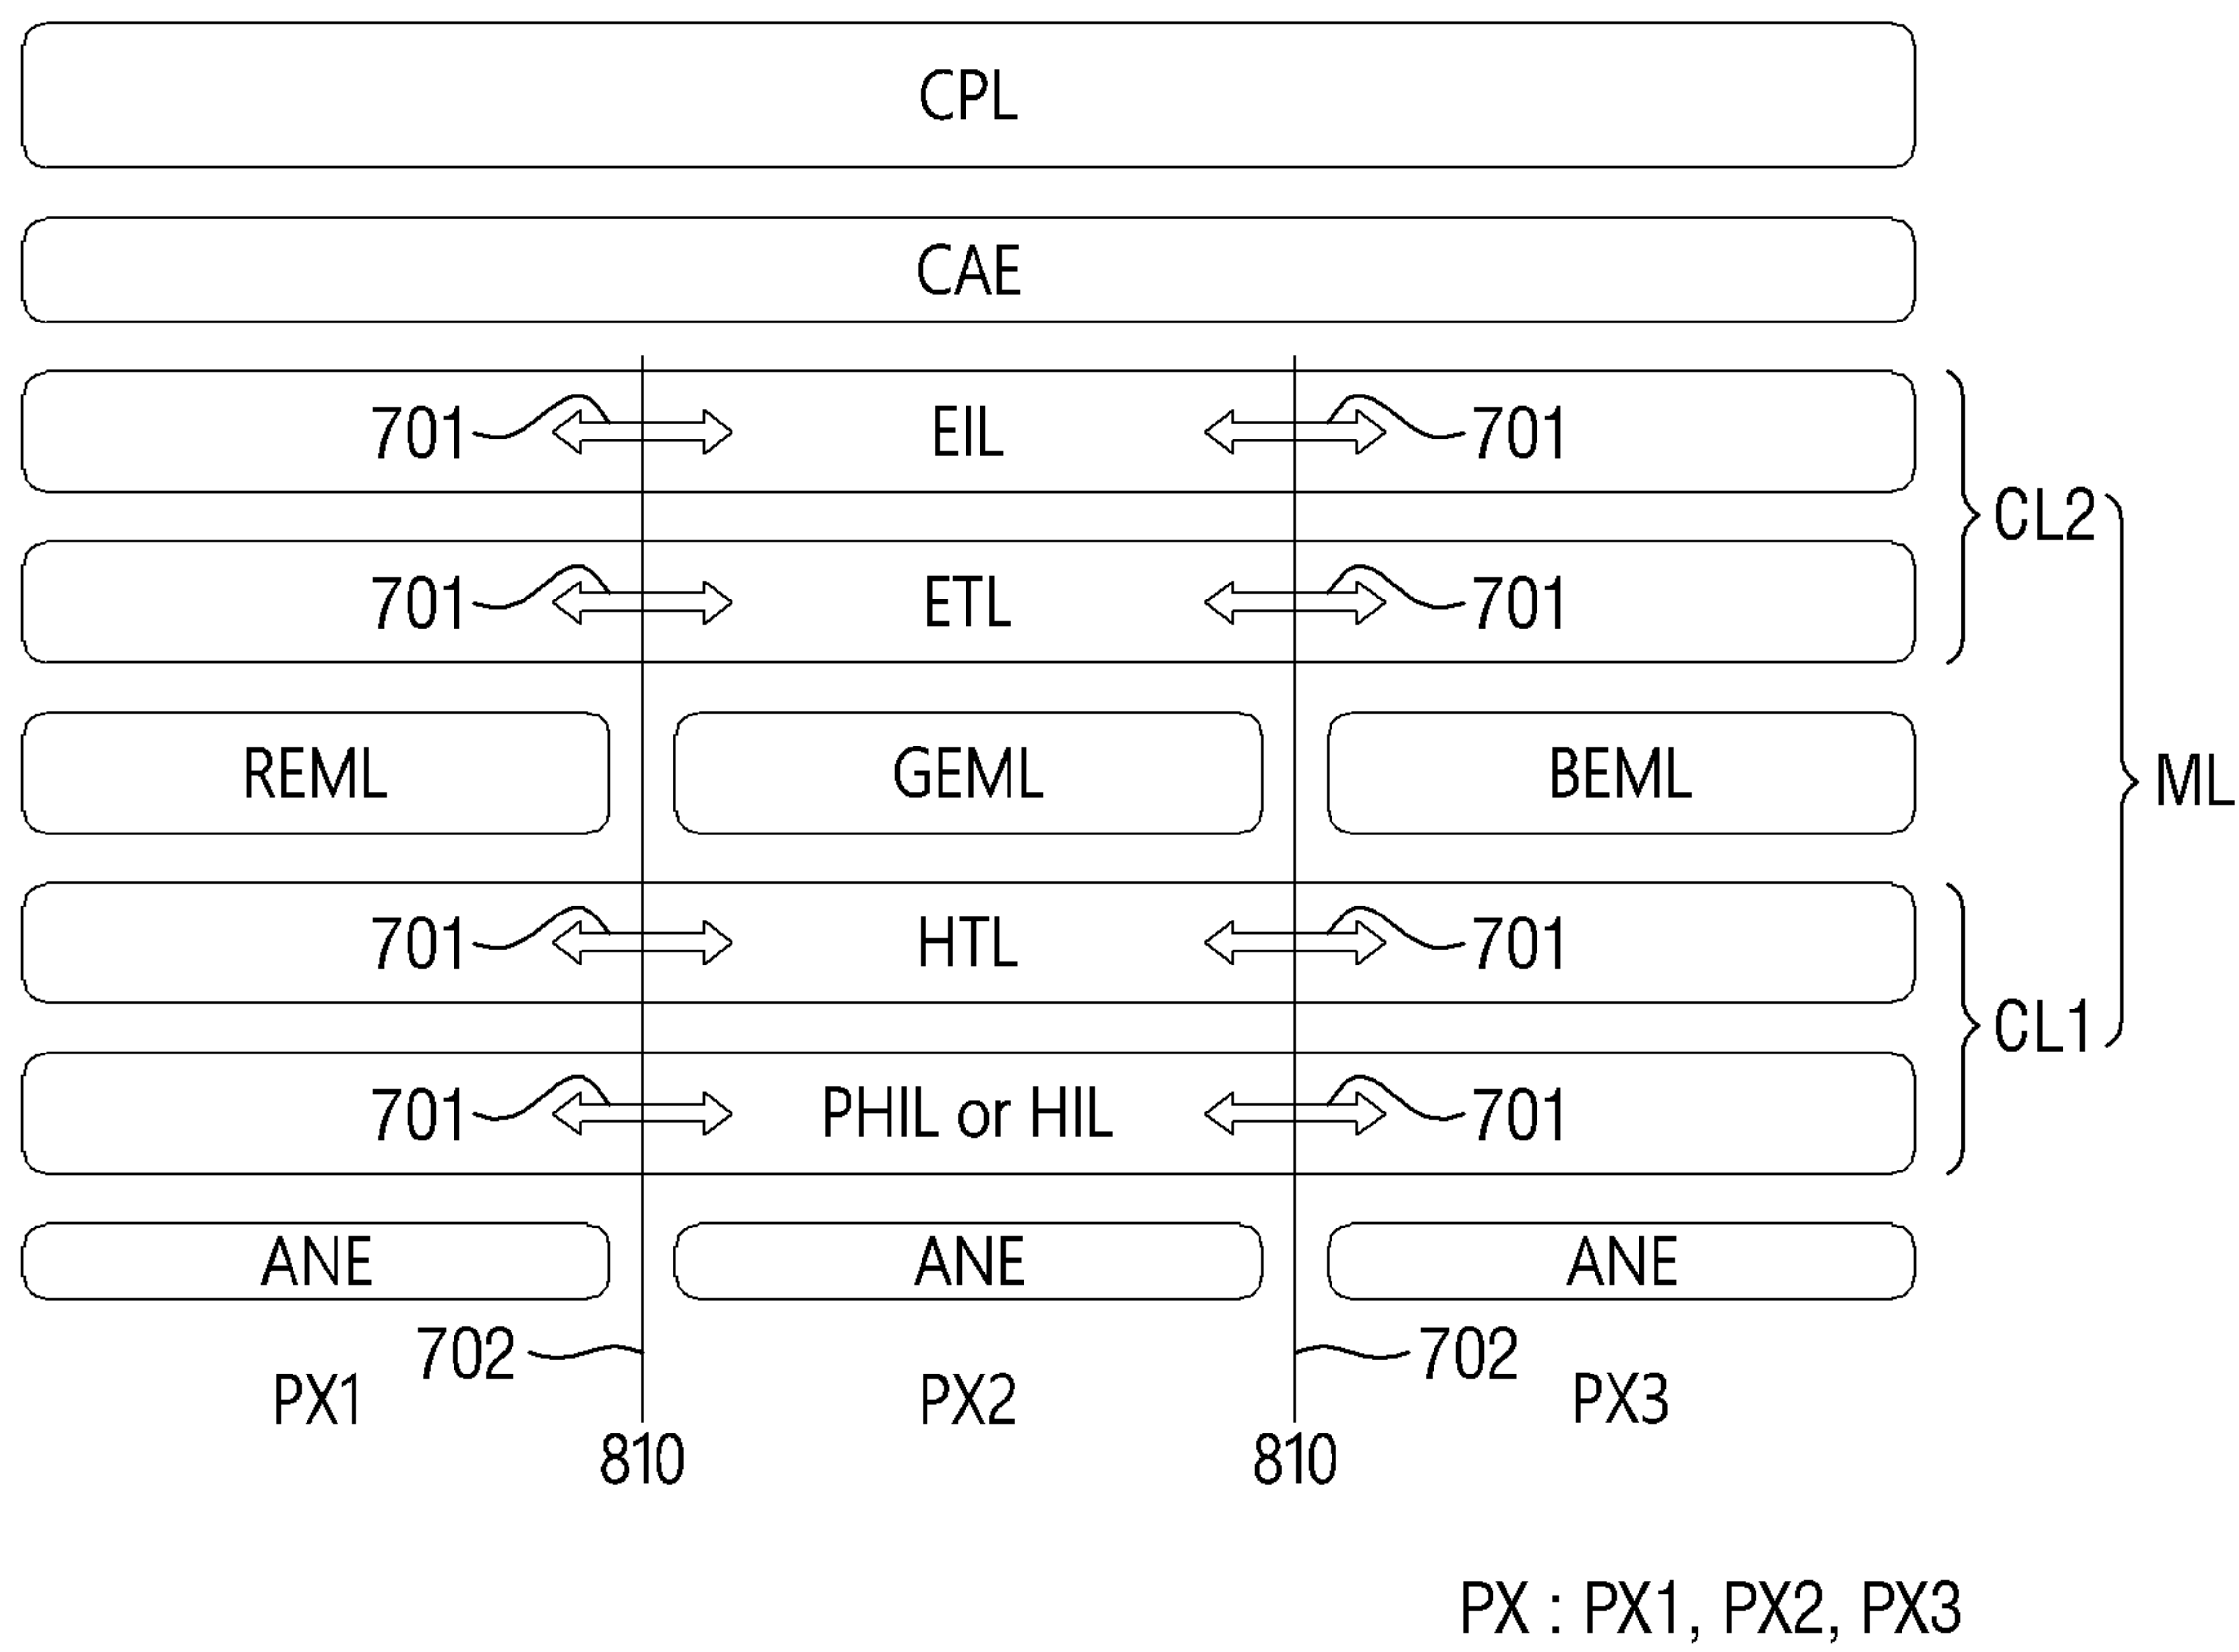 CPL
CAE
701 EIL 701
CL2
701 ETL 701
REML GEML BEML
ML
701 HTL 701
CL1
701 PHIL or HIL 701
ANE ANE ANE
702 702
PX1 PX2 PX3
810 810
PX : PX1, PX2, PX3